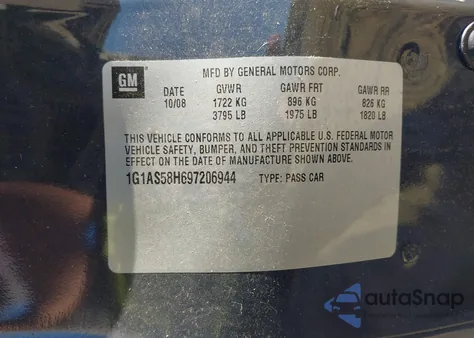 GM
MFD BY GENERAL MOTORS CORP.
DATE GVWR GAWR FRT GAWR RR
10/08 1722 KG 896 KG 826 KG
3795 LB 1975 LB 1820 LB
THIS VEHICLE CONFORMS TO ALL APPLICABLE U.S. FEDERAL MOTOR
VEHICLE SAFETY, BUMPER, AND THEFT PREVENTION STANDARDS IN
EFFECT ON THE DATE OF MANUFACTURE SHOWN ABOVE.
1G1AS58H697206944 TYPE: PASS CAR
autoSnap